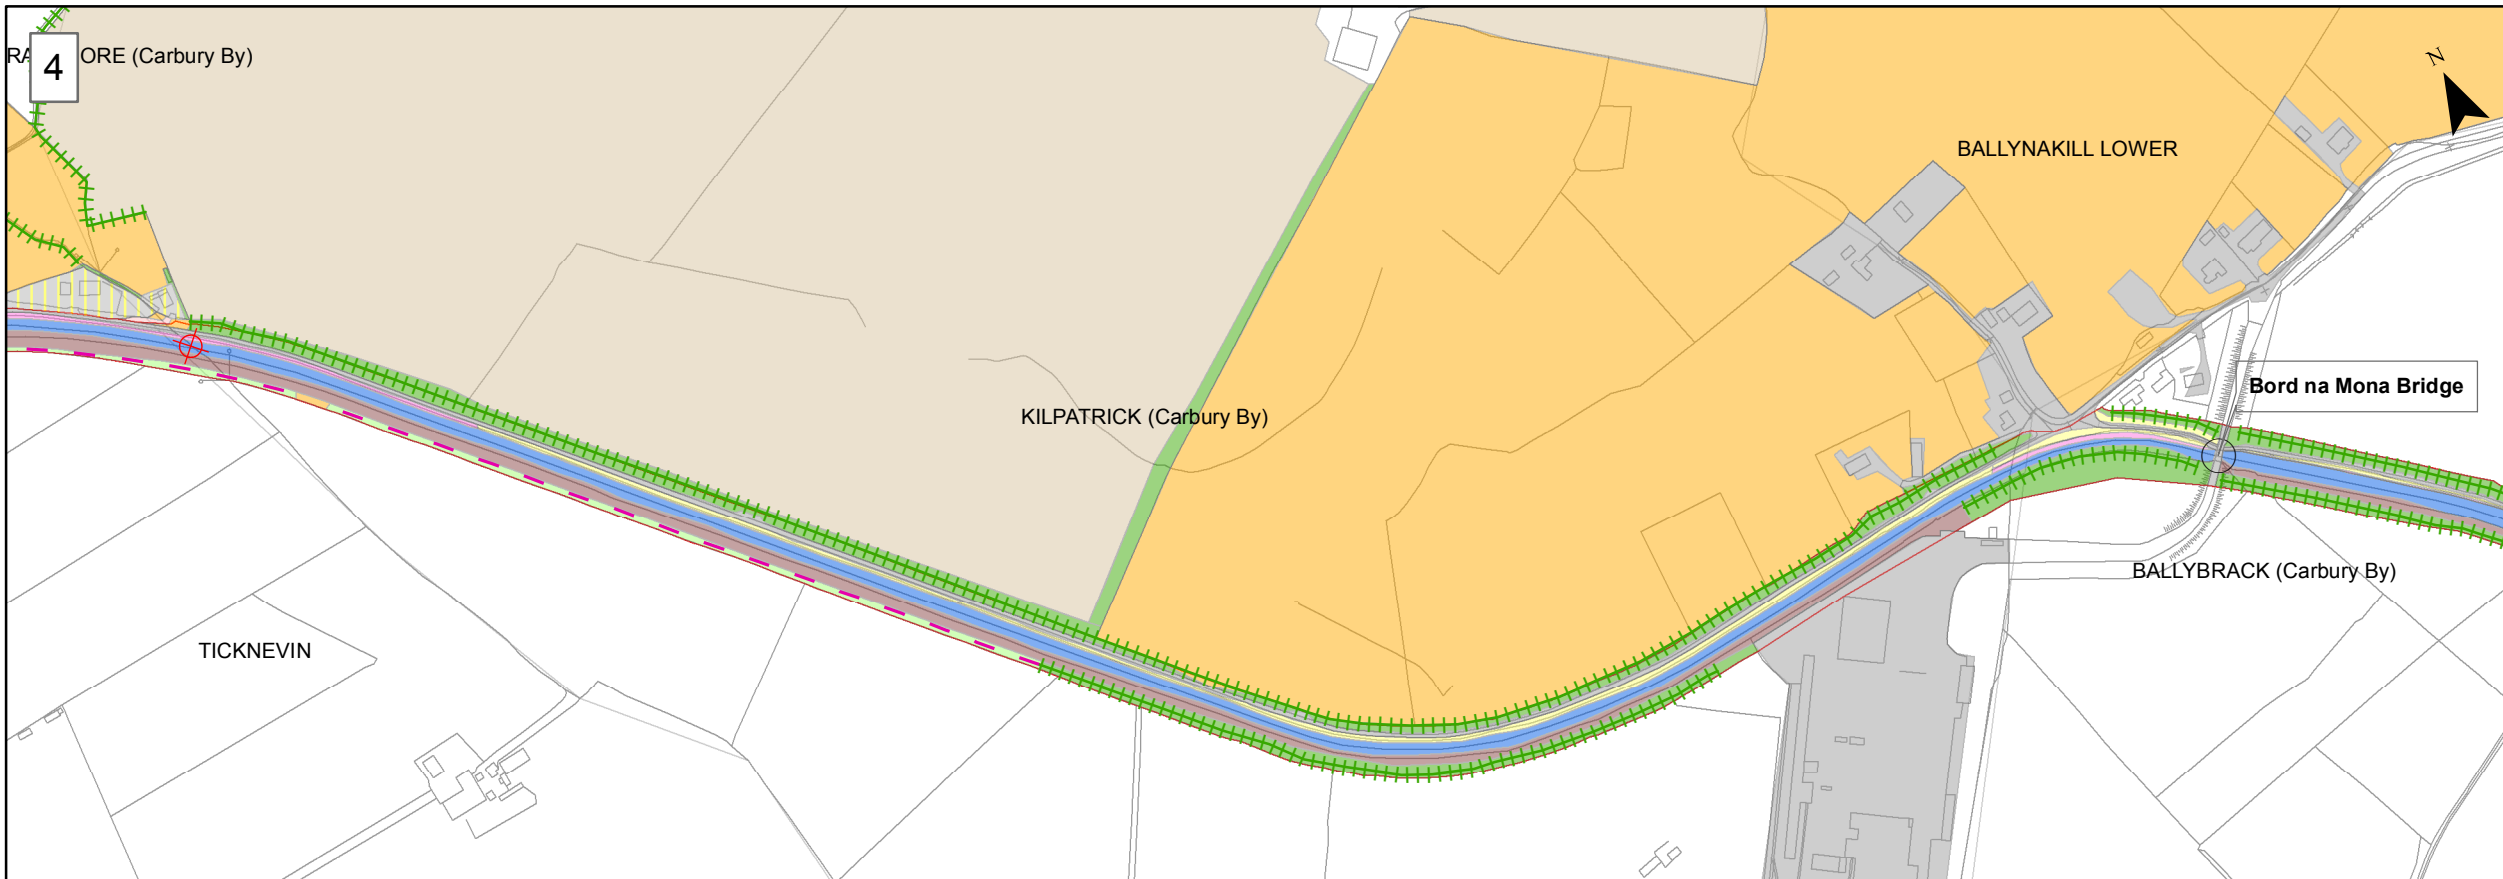 4
ORE (Carbury By)
N
BALLYNAKILL LOWER
Bord na Mona Bridge
KILPATRICK (Carbury By)
BALLYBRACK (Carbury By)
TICKNEVIN